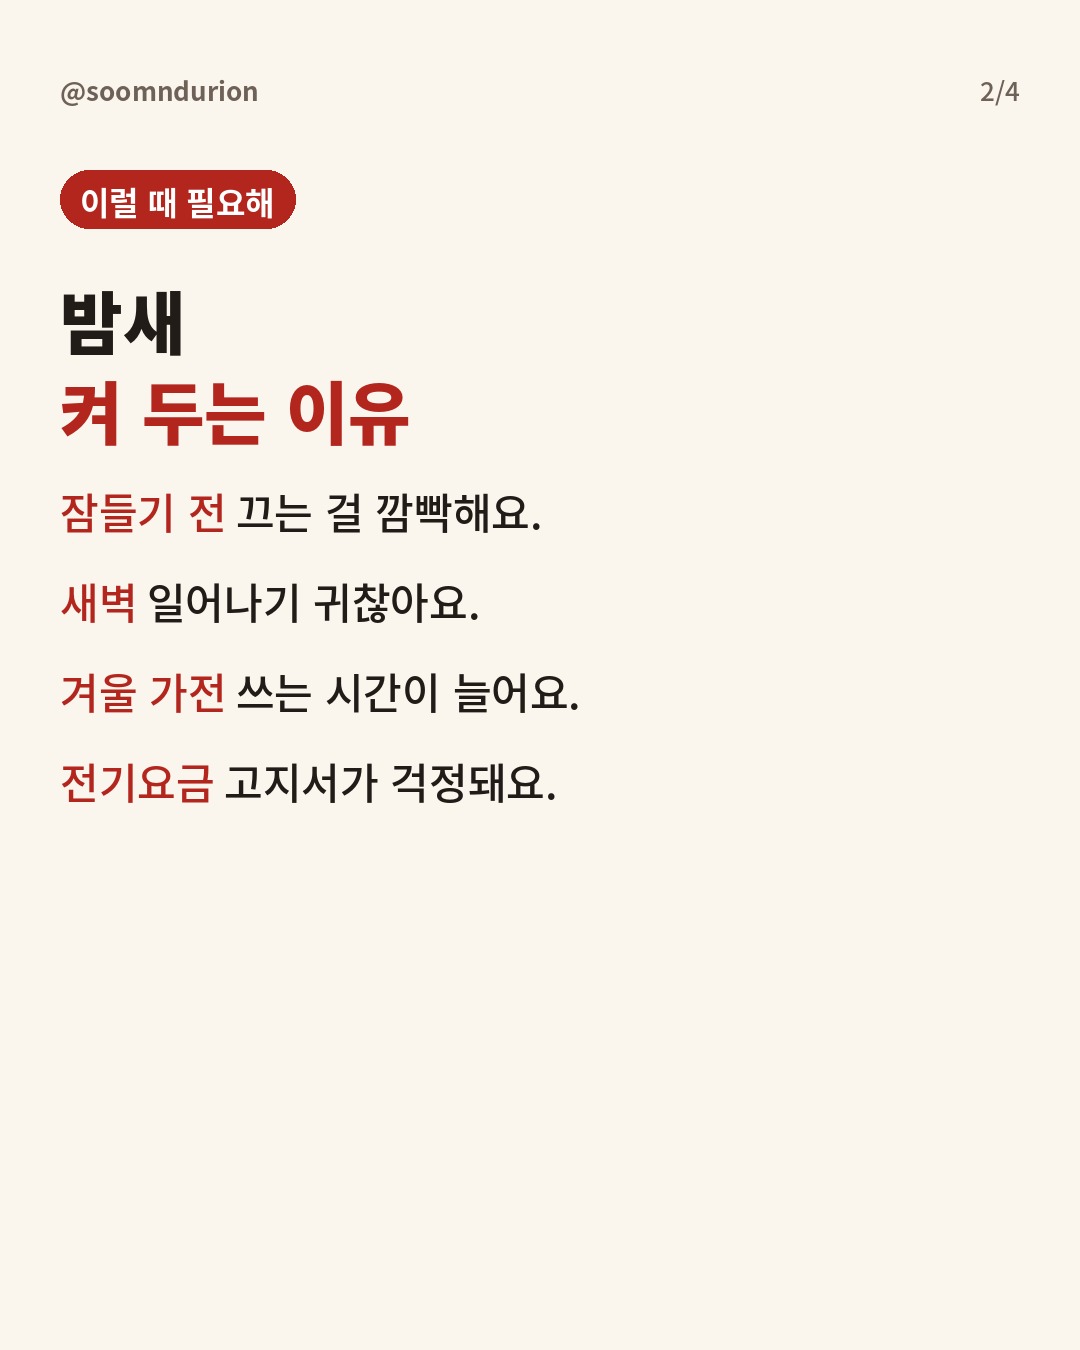 @soomndurion
2/4
이럴 때 필요해
밤새
켜 두는 이유
잠들기 전 끄는 걸 깜빡해요.
새벽 일어나기 귀찮아요.
겨울 가전 쓰는 시간이 늘어요.
전기요금 고지서가 걱정돼요.